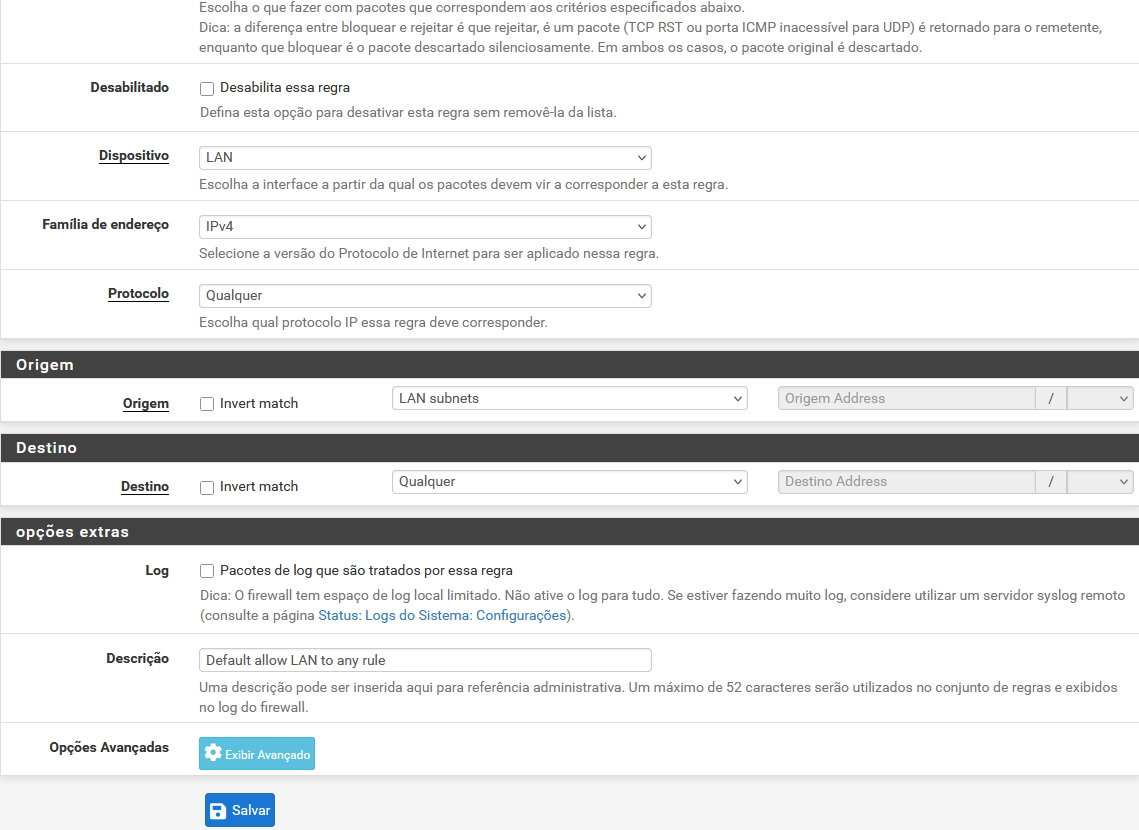 Escolha o que fazer com pacotes que correspondem aos critérios especificados abaixo.
Dica: a diferença entre bloquear e rejeitar é que rejeitar, é um pacote (TCP RST ou porta ICMP inacessível para UDP) é retornado para o remetente,
enquanto que bloquear é o pacote descartado silenciosamente. Em ambos os casos, o pacote original é descartado.
Desabilitado Desabilita essa regra
Defina esta opção para desativar esta regra sem removê-la da lista.
Dispositivo LAN
Escolha a interface a partir da qual os pacotes devem vir a corresponder a esta regra.
Família de endereço IPv4
Selecione a versão do Protocolo de Internet para ser aplicado nessa regra.
Protocolo Qualquer
Escolha qual protocolo IP essa regra deve corresponder.
Origem
Origem Invert match LAN subnets Origem Address /
Destino
Destino Invert match Qualquer Destino Address /
opções extras
Log Pacotes de log que são tratados por essa regra
Dica: O firewall tem espaço de log local limitado. Não ative o log para tudo. Se estiver fazendo muito log, considere utilizar um servidor syslog remoto
(consulte a página Status: Logs do Sistema: Configurações).
Descrição Default allow LAN to any rule
Uma descrição pode ser inserida aqui para referência administrativa. Um máximo de 52 caracteres serão utilizados no conjunto de regras e exibidos
no log do firewall.
Opções Avançadas Exibir Avançado
Salvar